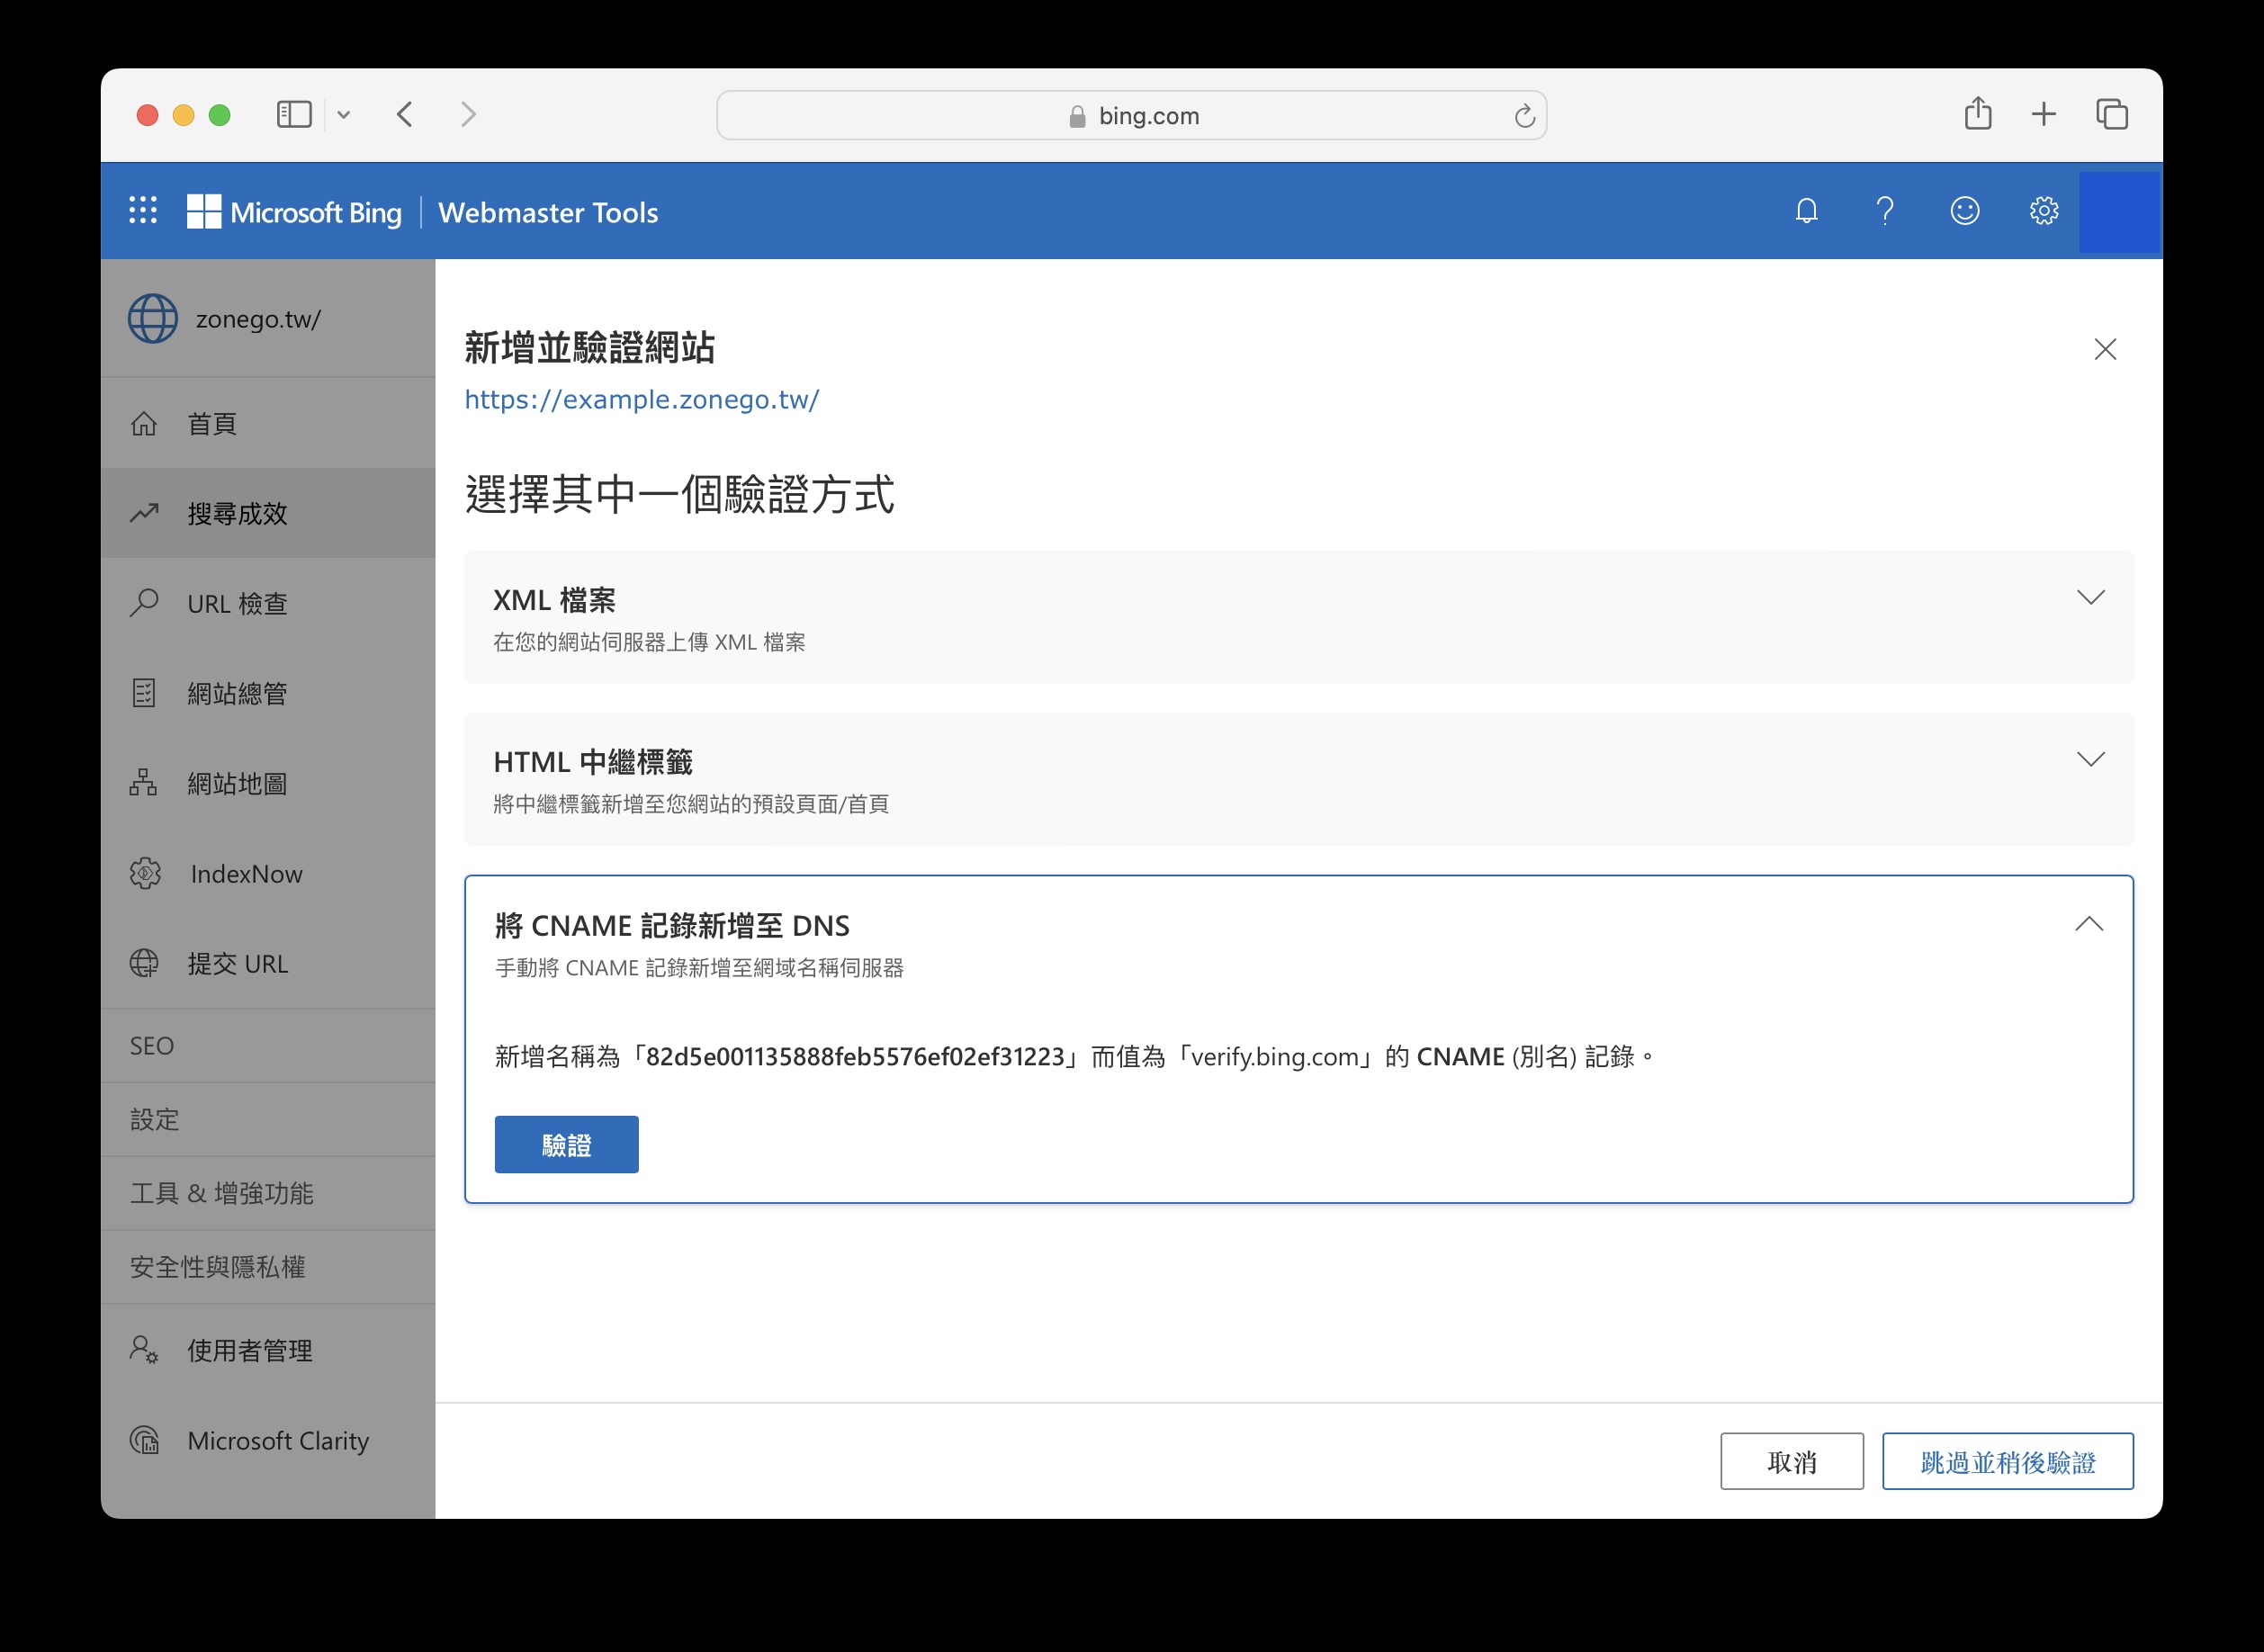 bing.com
Microsoft Bing | Webmaster Tools
zonego.tw/
首頁
搜尋成效
URL 檢查
網站總管
網站地圖
IndexNow
提交 URL
SEO
設定
工具 & 增強功能
安全性與隱私權
使用者管理
Microsoft Clarity
新增並驗證網站
https://example.zonego.tw/
選擇其中一個驗證方式
XML 檔案
在您的網站伺服器上傳 XML 檔案
HTML 中繼標籤
將中繼標籤新增至您網站的預設頁面/首頁
將 CNAME 記錄新增至 DNS
手動將 CNAME 記錄新增至網域名稱伺服器
新增名稱為「82d5e001135888feb5576ef02ef31223」而值為「verify.bing.com」的 CNAME (別名) 記錄。
驗證
取消
跳過並稍後驗證